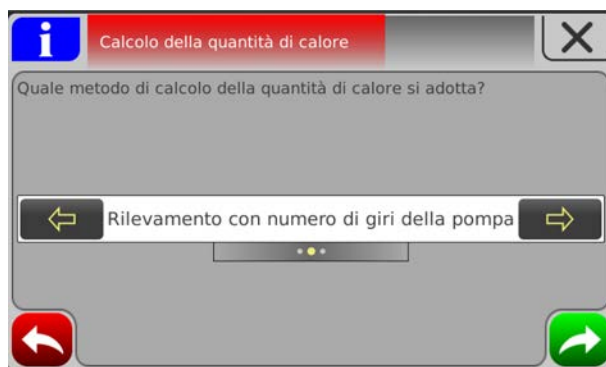 i
Calcolo della quantità di calore
Quale metodo di calcolo della quantità di calore si adotta?
Rilevamento con numero di giri della pompa